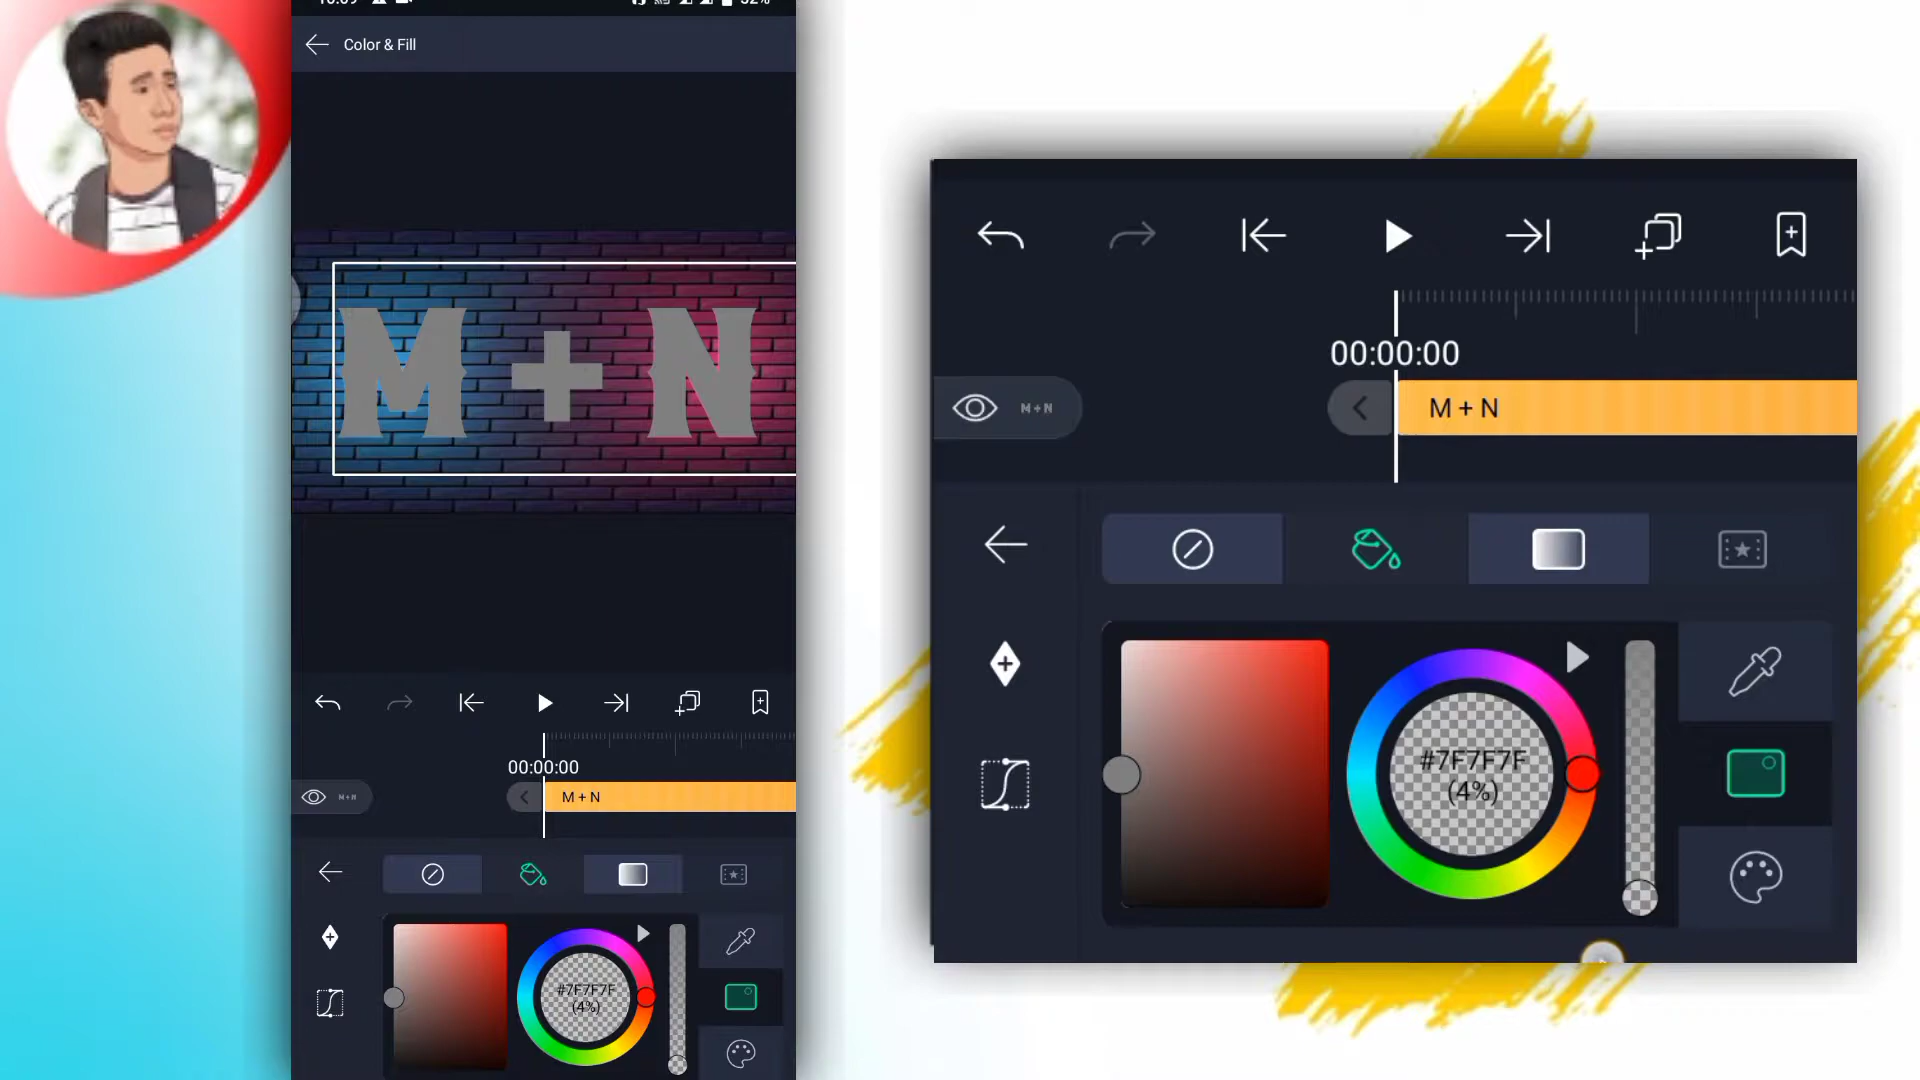 Color & Fill
M + N
00:00:00
M+N
M + N
#7F7F7F
(4%)
00:00:00
M+N
M + N
#7F7F7F
(4%)